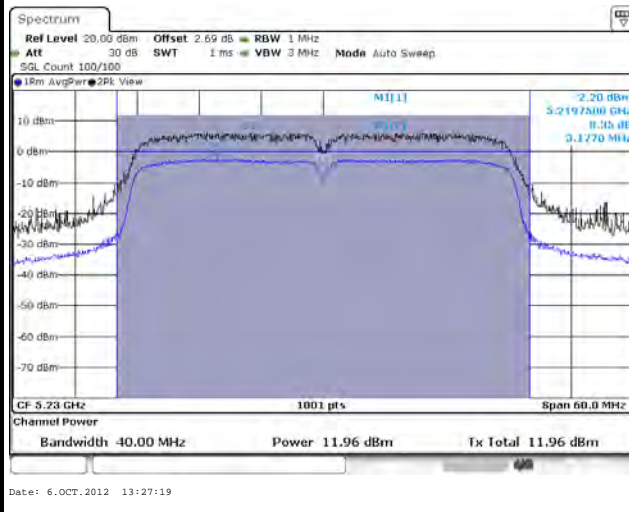 Spectrum
Ref Level 20.00 dBm Offset 2.69 dB RBW 1 MHz
Att 30 dB SWT 1 ms VBW 3 MHz Mode Auto Sweep
SGL Count 100/100
1Rm AvgPwr 2Pk View
M1[1] -2.20 dBm
5.2197500 GHz
3.1770 MHz
10 dBm
0 dBm
-10 dBm
-20 dBm
-30 dBm
-40 dBm
-50 dBm
-60 dBm
-70 dBm
CF 5.23 GHz 1001 pts Span 60.0 MHz
Channel Power
Bandwidth 40.00 MHz Power 11.96 dBm Tx Total 11.96 dBm
Date: 6.OCT.2012 13:27:19